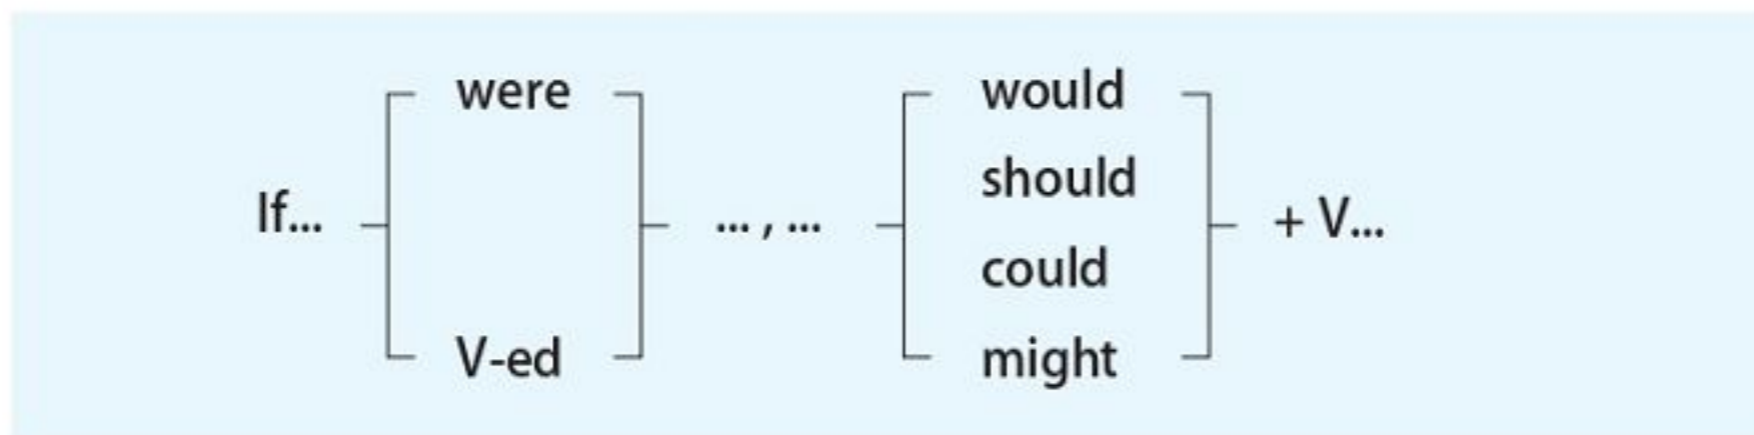 were would
should
If... ... , ... + V...
could
V-ed might